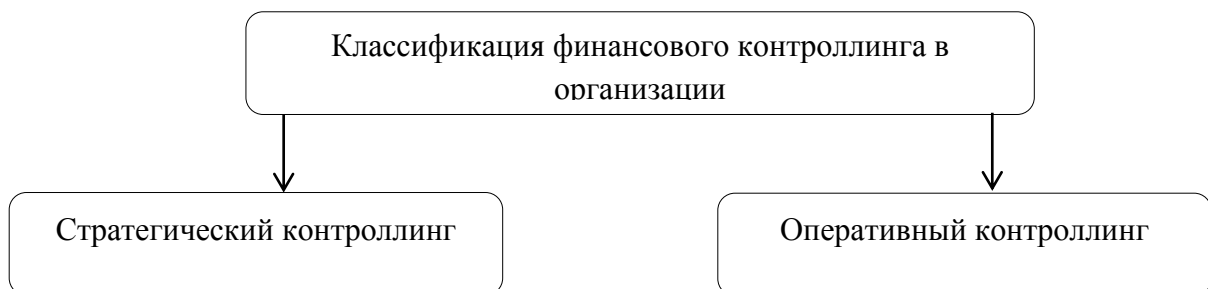 Классификация финансового контроллинга в
организации
Стратегический контроллинг
Оперативный контроллинг